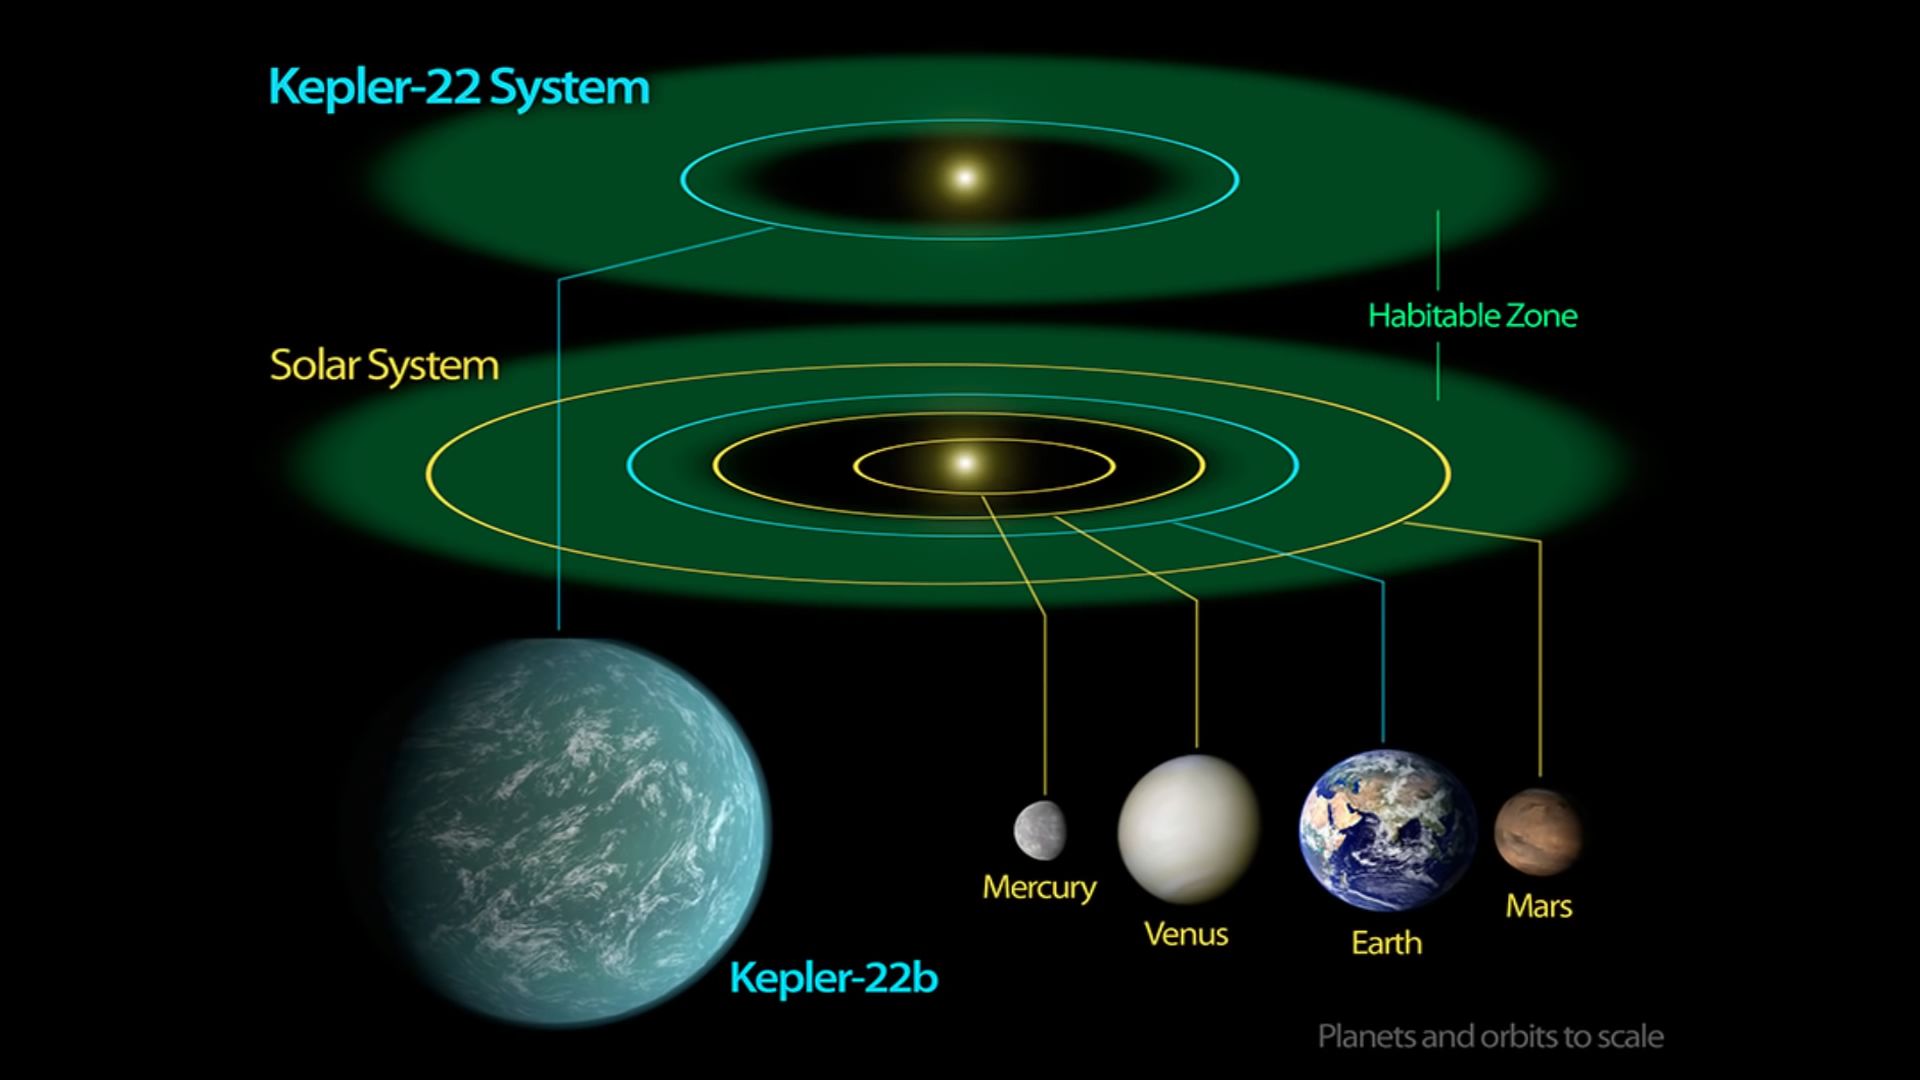 Kepler-22 System
Habitable Zone
Solar System
Mercury
Venus
Earth
Mars
Kepler-22b
Planets and orbits to scale